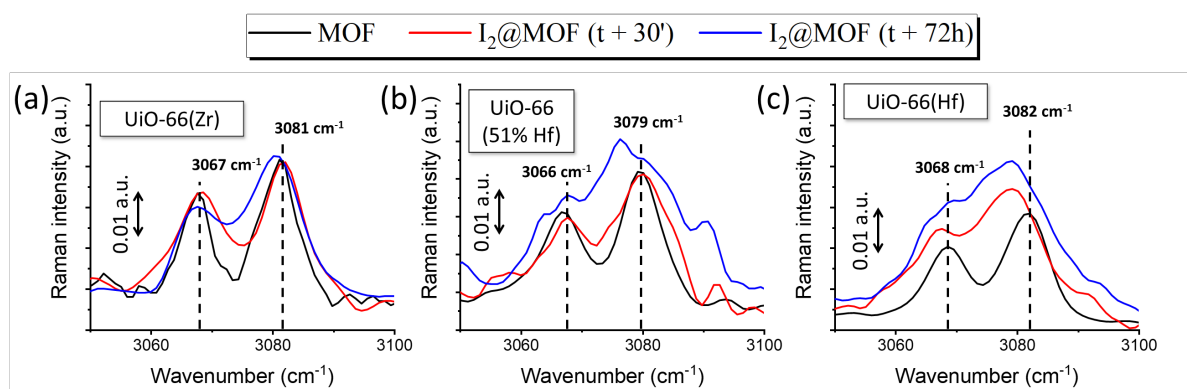 MOF I₂@MOF (t + 30') I₂@MOF (t + 72h)
(a)
UiO-66(Zr)
3067 cm⁻¹
3081 cm⁻¹
0.01 a.u.
Raman intensity (a.u.)
3060 3080 3100
Wavenumber (cm⁻¹)
(b)
UiO-66
(51% Hf)
3066 cm⁻¹
3079 cm⁻¹
0.01 a.u.
Raman intensity (a.u.)
3060 3080 3100
Wavenumber (cm⁻¹)
(c)
UiO-66(Hf)
3068 cm⁻¹
3082 cm⁻¹
0.01 a.u.
Raman intensity (a.u.)
3060 3080 3100
Wavenumber (cm⁻¹)